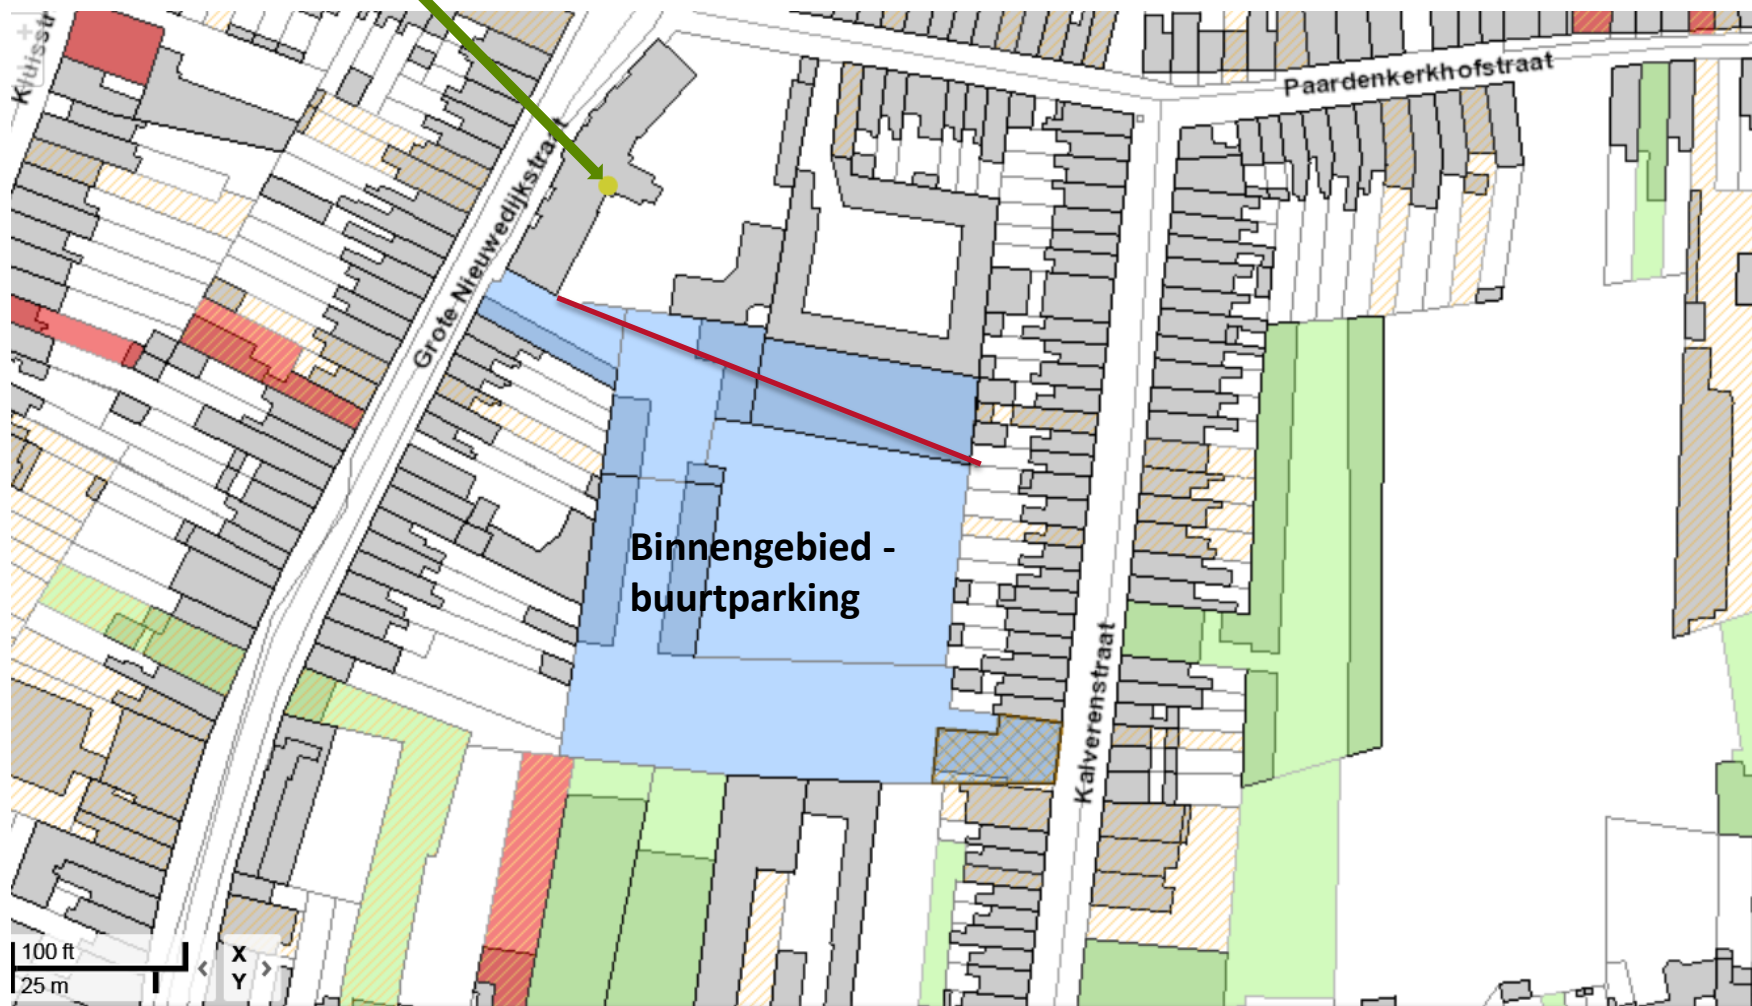 Kluisstr
Paardenkerkhofstraat
Grote Nieuwedijkstraat
Binnengebied -
buurtparking
Kalverenstraat
100 ft
25 m
X
Y